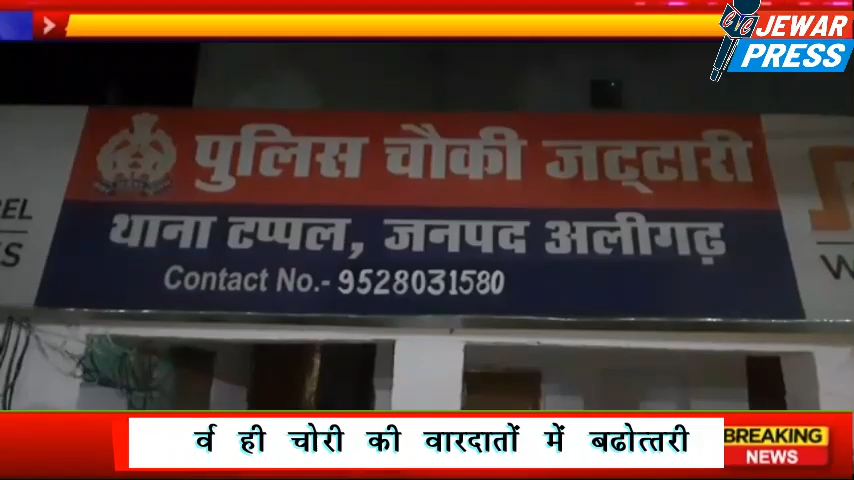 JEWAR
PRESS
पुलिस चौकी जट्टारी
थाना टप्पल, जनपद अलीगढ़
Contact No.- 9528031580
र्व ही चोरी की वारदातों में बढोत्तरी
BREAKING
NEWS